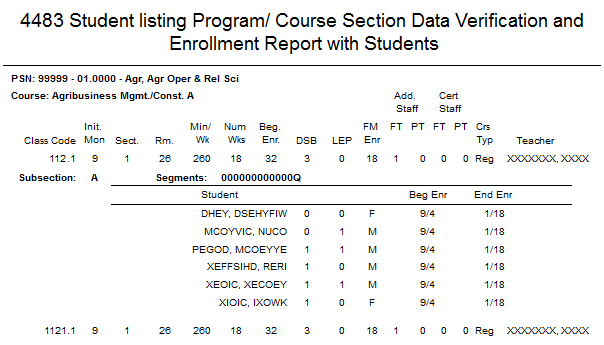 4483 Student listing Program/ Course Section Data Verification and
Enrollment Report with Students
PSN: 99999 - 01.0000 - Agr, Agr Oper & Rel Sci
Course: Agribusiness Mgmt./Const. A
Add. Staff Cert Staff
Class Code Init. Mon Sect. Rm. Min/ Wk Num Wks Beg. Enr. DSB LEP FM Enr FT PT FT PT Crs Typ Teacher
112.1 9 1 26 260 18 32 3 0 18 1 0 0 0 Reg XXXXXXX, XXXX
Subsection: A Segments: 000000000000Q
Student Beg Enr End Enr
DHEY, DSEHYFIW 0 0 F 9/4 1/18
MCOYVIC, NUCO 0 1 M 9/4 1/18
PEGOD, MCOEYYE 1 1 M 9/4 1/18
XEFFSIHD, RERI 1 0 M 9/4 1/18
XEOIC, XECOEY 1 1 M 9/4 1/18
XIOIC, IXOWK 1 0 F 9/4 1/18
1121.1 9 1 26 260 18 32 3 0 18 1 0 0 0 Reg XXXXXXX, XXXX